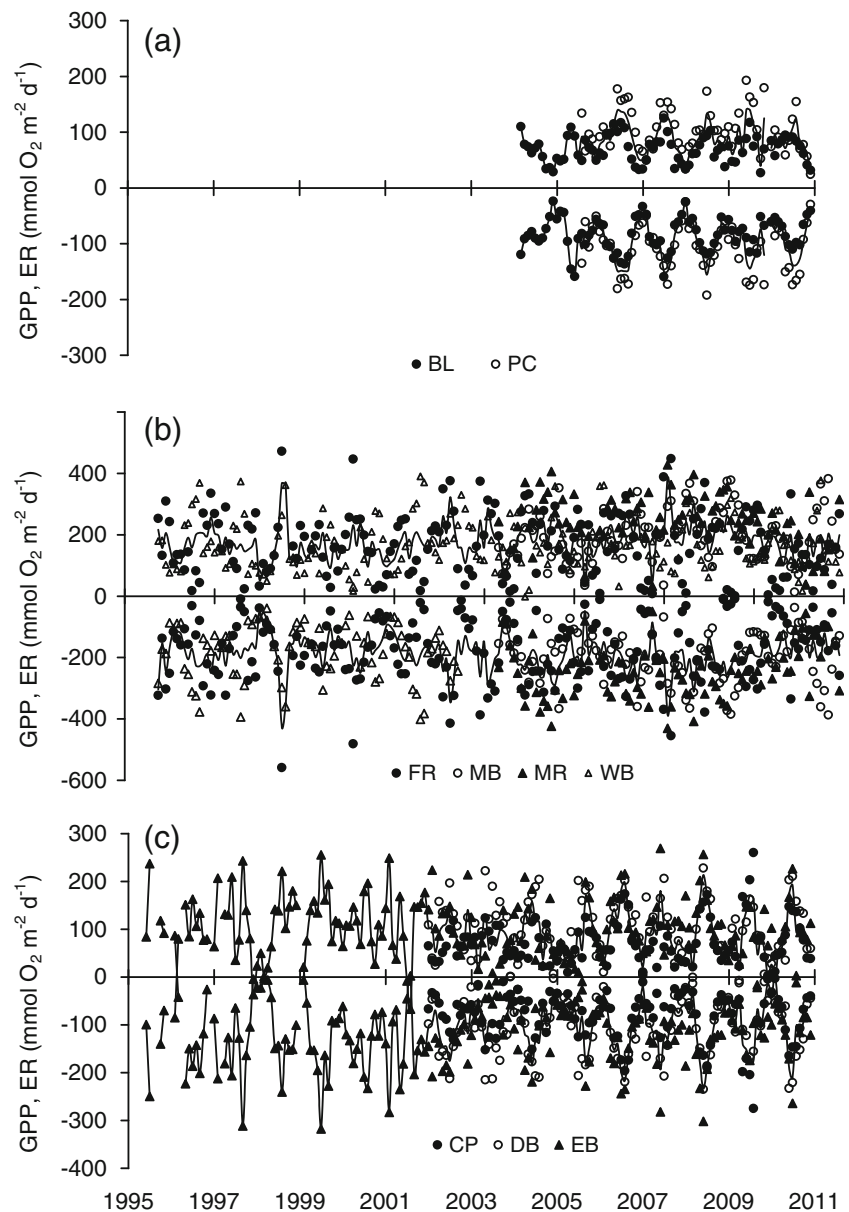 (a)
300
200
100
0
-100
-200
-300
GPP, ER (mmol O2 m-2 d-1)
BL PC
(b)
400
200
0
-200
-400
-600
GPP, ER (mmol O2 m-2 d-1)
FR MB MR WB
(c)
300
200
100
0
-100
-200
-300
-400
GPP, ER (mmol O2 m-2 d-1)
CP DB EB
1995 1997 1999 2001 2003 2005 2007 2009 2011